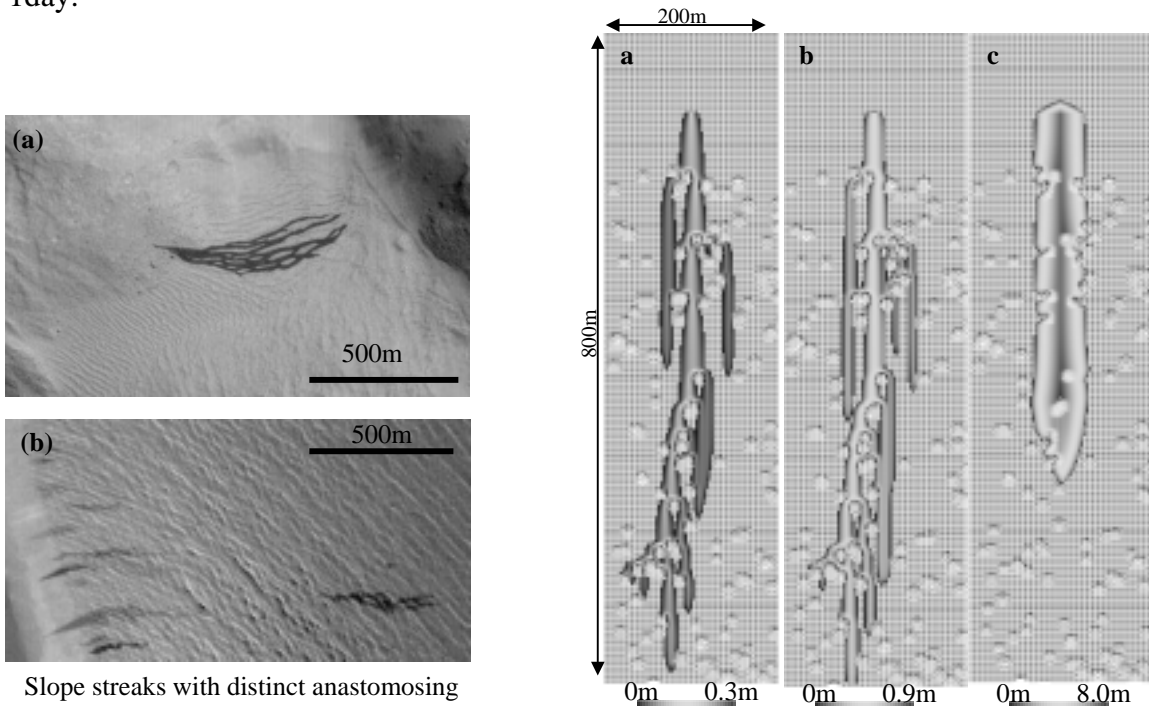 1day.
(a)
500m
(b)
500m
Slope streaks with distinct anastomosing
200m
800m
a b c
0m 0.3m 0m 0.9m 0m 8.0m